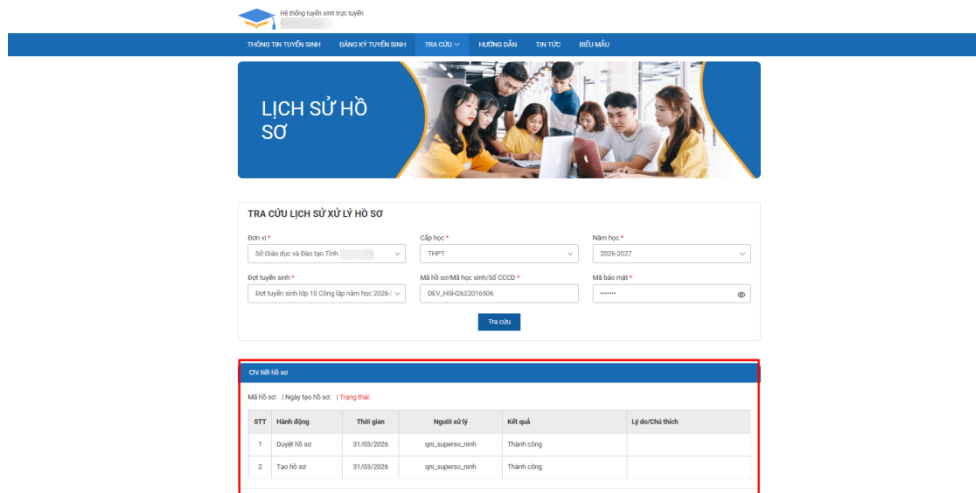 Hệ thống tuyển sinh trực tuyến
THÔNG TIN TUYỂN SINH ĐĂNG KÝ TUYỂN SINH TRA CỨU HƯỚNG DẪN TIN TỨC BIỂU MẪU
LỊCH SỬ HỒ
SƠ
TRA CỨU LỊCH SỬ XỬ LÝ HỒ SƠ
Đơn vị * Cấp học * Năm học *
Sở Giáo dục và Đào tạo Tỉnh THPT 2026-2027
Đợt tuyển sinh * Mã hồ sơ/Mã học sinh/Số CCCD * Mã bảo mật *
Đợt tuyển sinh lớp 10 Công lập năm học 2026-2 DEV_HSH2622016506 •••••••
Tra cứu
Chi tiết hồ sơ
Mã hồ sơ: | Ngày tạo hồ sơ: | Trạng thái:
STT Hành động Thời gian Người xử lý Kết quả Lý do/Chú thích
1 Duyệt hồ sơ 31/03/2026 qni_superso_ninh Thành công
2 Tạo hồ sơ 31/03/2026 qni_superso_ninh Thành công